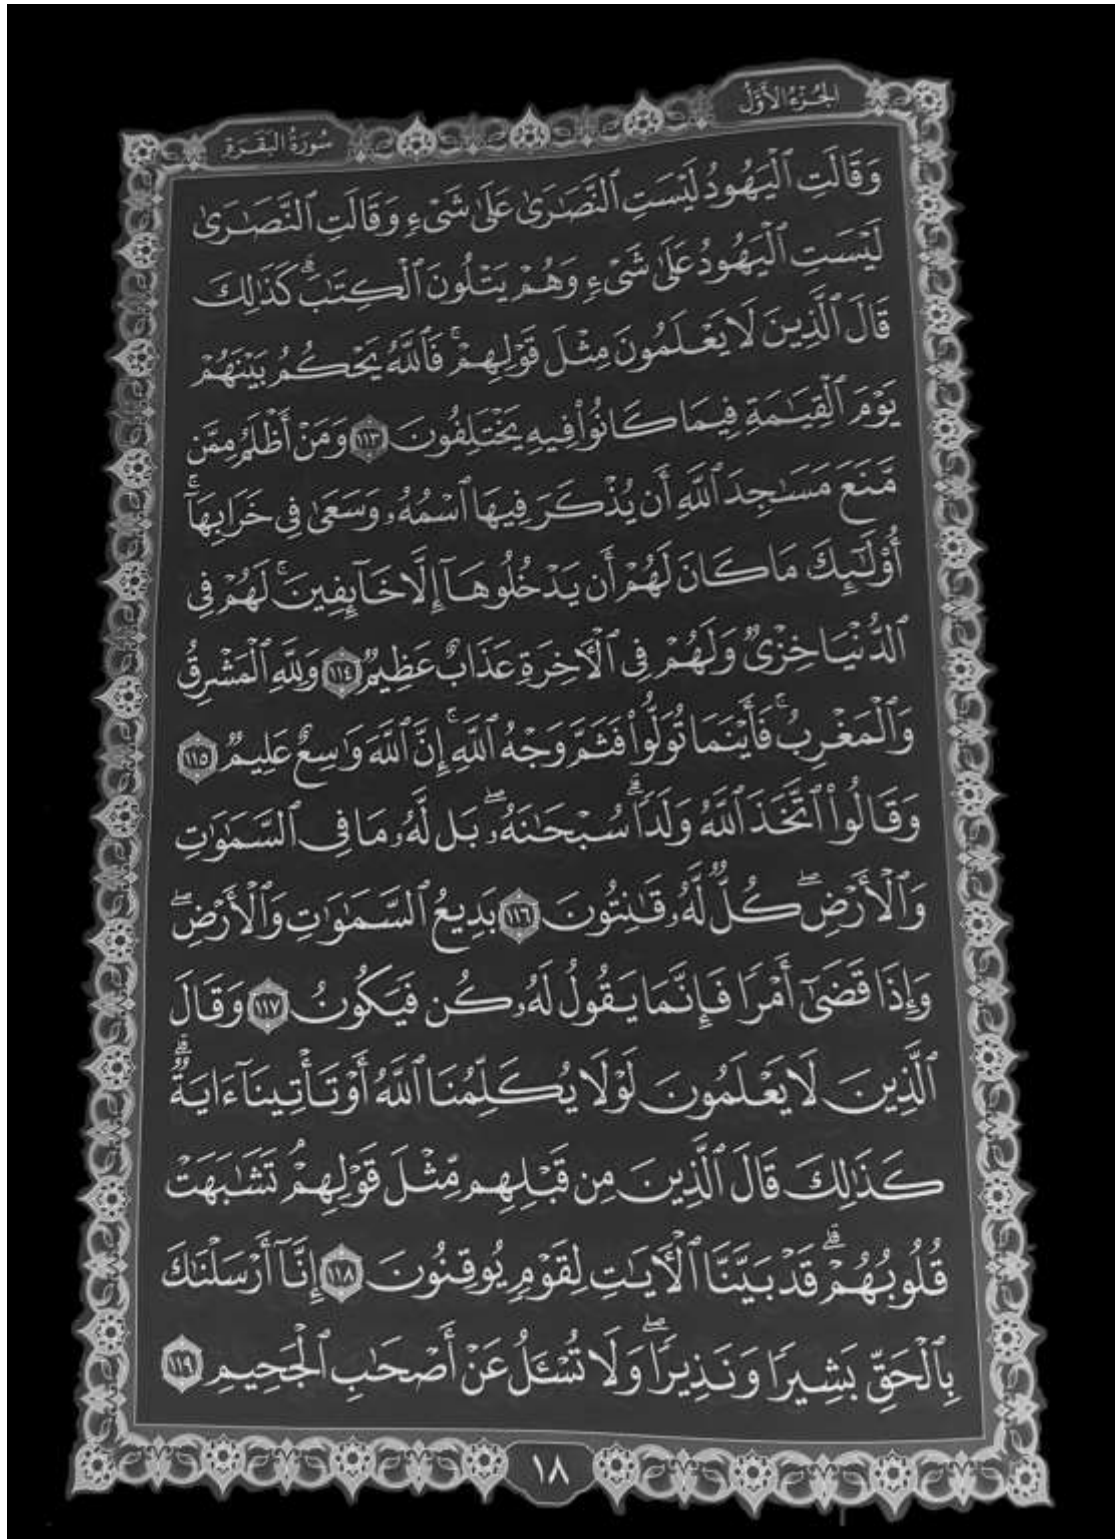 الجُزْءُ الأَوَّلُ
سُورَةُ البَقَرَةِ
وَقَالَتِ ٱلْيَهُودُ لَيْسَتِ ٱلنَّصَٰرَىٰ عَلَىٰ شَىْءٍ وَقَالَتِ ٱلنَّصَٰرَىٰ
لَيْسَتِ ٱلْيَهُودُ عَلَىٰ شَىْءٍ وَهُمْ يَتْلُونَ ٱلْكِتَٰبَۗ كَذَٰلِكَ
قَالَ ٱلَّذِينَ لَا يَعْلَمُونَ مِثْلَ قَوْلِهِمْۚ فَٱللَّهُ يَحْكُمُ بَيْنَهُمْ
يَوْمَ ٱلْقِيَٰمَةِ فِيمَا كَانُوا۟ فِيهِ يَخْتَلِفُونَ ١١٣ وَمَنْ أَظْلَمُ مِمَّن
مَّنَعَ مَسَٰجِدَ ٱللَّهِ أَن يُذْكَرَ فِيهَا ٱسْمُهُۥ وَسَعَىٰ فِى خَرَابِهَآۚ
أُو۟لَٰٓئِكَ مَا كَانَ لَهُمْ أَن يَدْخُلُوهَآ إِلَّا خَآئِفِينَۚ لَهُمْ فِى
ٱلدُّنْيَا خِزْىٌ وَلَهُمْ فِى ٱلْءَاخِرَةِ عَذَابٌ عَظِيمٌ ١١٤ وَلِلَّهِ ٱلْمَشْرِقُ
وَٱلْمَغْرِبُۚ فَأَيْنَمَا تُوَلُّوا۟ فَثَمَّ وَجْهُ ٱللَّهِۚ إِنَّ ٱللَّهَ وَٰسِعٌ عَلِيمٌ ١١٥
وَقَالُوا۟ ٱتَّخَذَ ٱللَّهُ وَلَدًاۗ سُبْحَٰنَهُۥۖ بَل لَّهُۥ مَا فِى ٱلسَّمَٰوَٰتِ
وَٱلْأَرْضِۖ كُلٌّ لَّهُۥ قَٰنِتُونَ ١١٦ بَدِيعُ ٱلسَّمَٰوَٰتِ وَٱلْأَرْضِۖ
وَإِذَا قَضَىٰٓ أَمْرًا فَإِنَّمَا يَقُولُ لَهُۥ كُن فَيَكُونُ ١١٧ وَقَالَ
ٱلَّذِينَ لَا يَعْلَمُونَ لَوْلَا يُكَلِّمُنَا ٱللَّهُ أَوْ تَأْتِينَآ ءَايَةٌۗ
كَذَٰلِكَ قَالَ ٱلَّذِينَ مِن قَبْلِهِم مِّثْلَ قَوْلِهِمْۘ تَشَٰبَهَتْ
قُلُوبُهُمْۗ قَدْ بَيَّنَّا ٱلْءَايَٰتِ لِقَوْمٍ يُوقِنُونَ ١١٨ إِنَّآ أَرْسَلْنَٰكَ
بِٱلْحَقِّ بَشِيرًا وَنَذِيرًاۖ وَلَا تُسْـَٔلُ عَنْ أَصْحَٰبِ ٱلْجَحِيمِ ١١٩
١٨